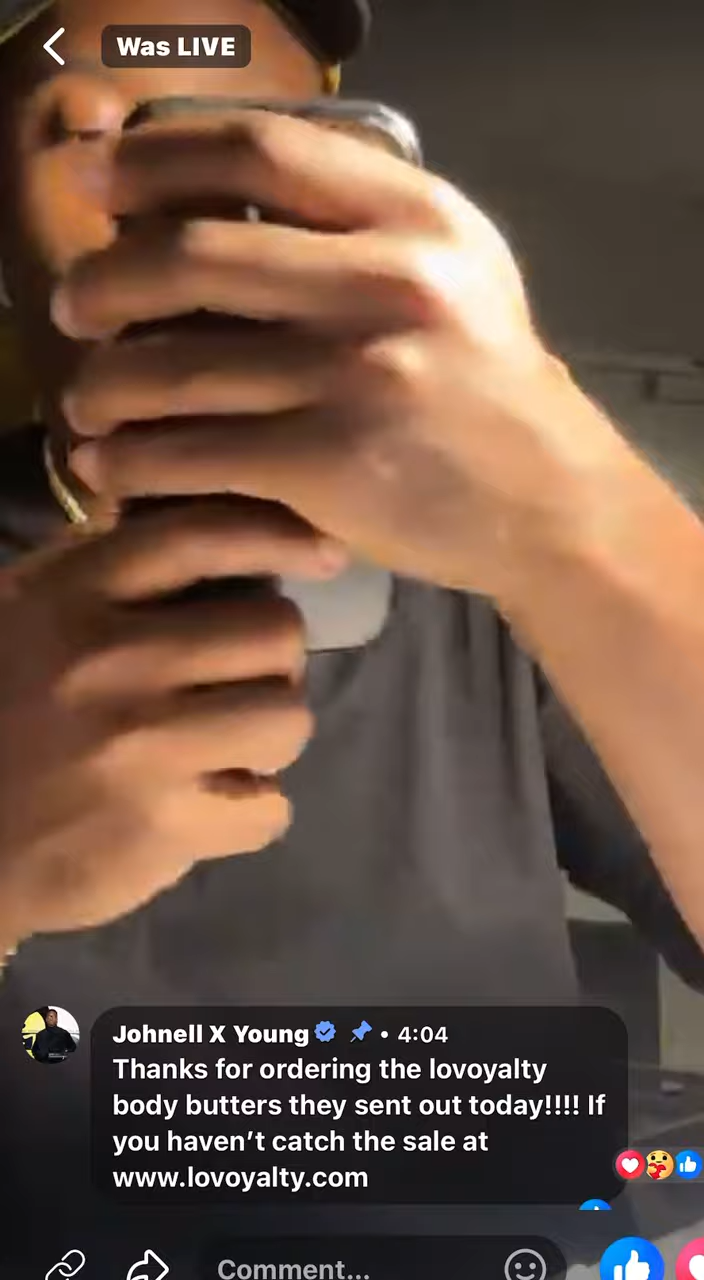 Was LIVE
Johnell X Young • 4:04
Thanks for ordering the lovoyalty
body butters they sent out today!!!! If
you haven’t catch the sale at
www.lovoyalty.com
Comment...